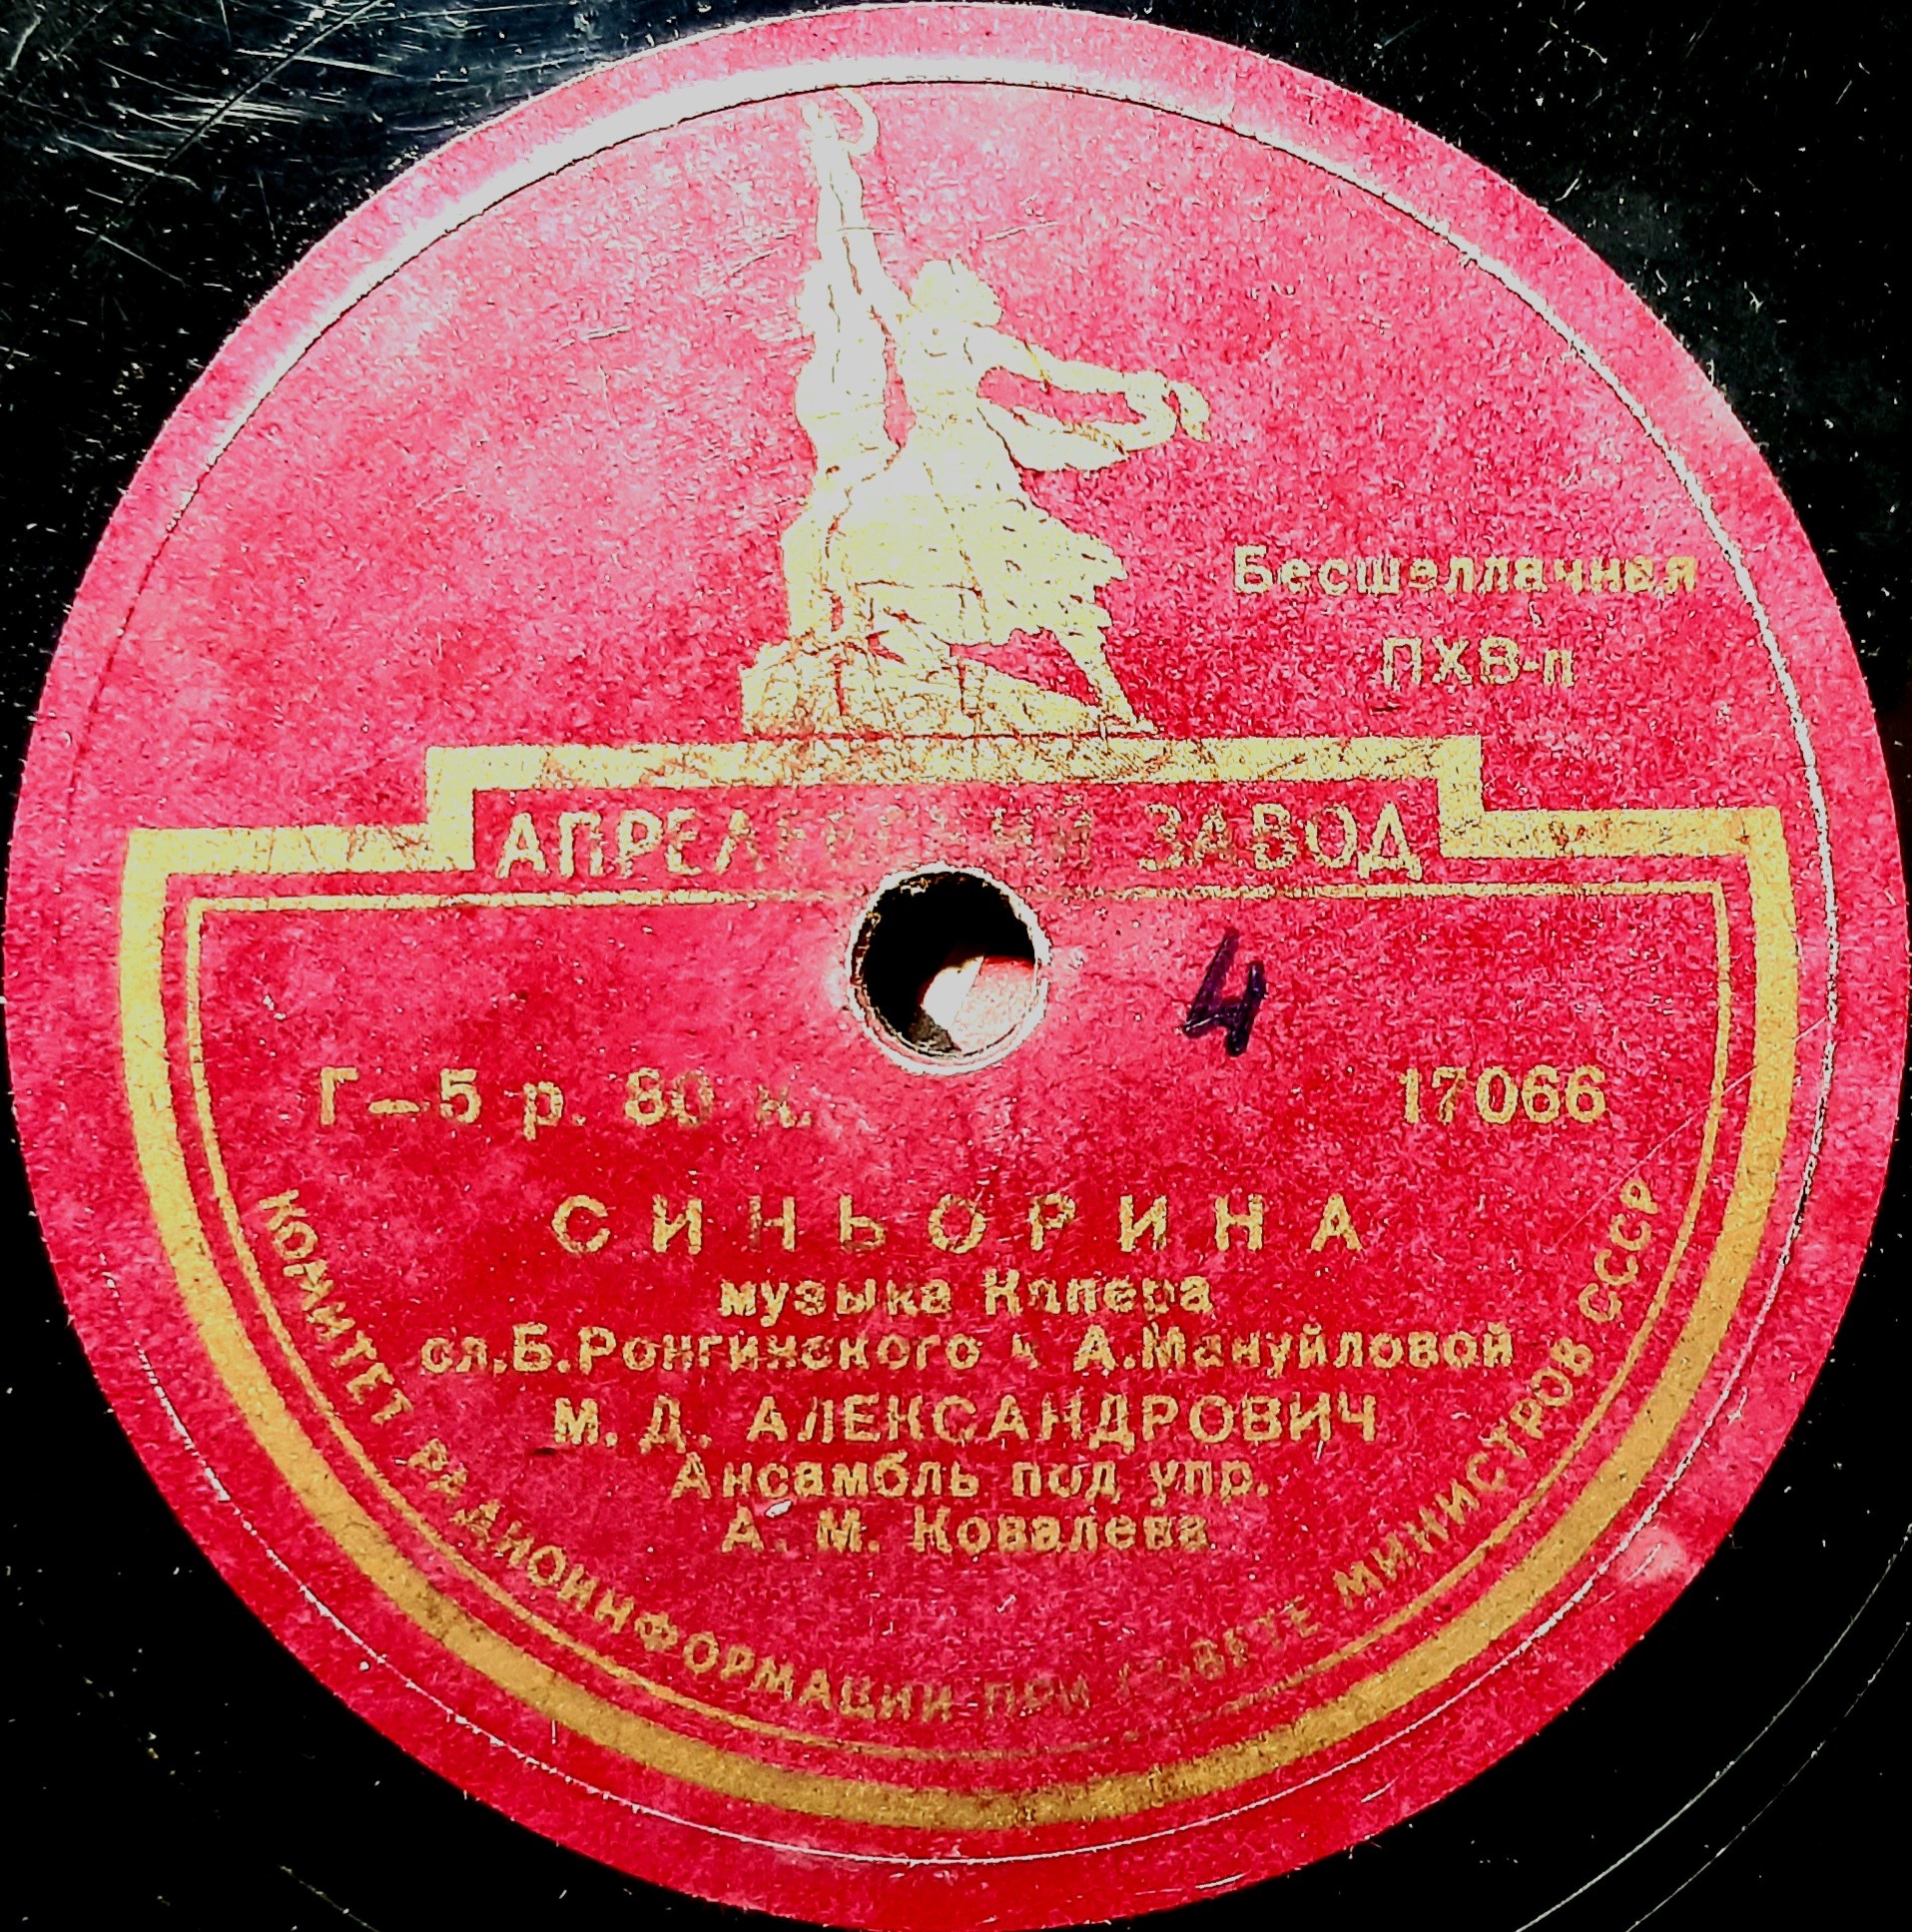 Бесшеллачная
ПХВ-п
АПРЕЛЕВСКИЙ ЗАВОД
4
Г–5 р. 80 к.
17066
СИНЬОРИНА
музыка Капера
сл.Б.Ронгинского и А.Мануйловой
М. Д. АЛЕКСАНДРОВИЧ
Ансамбль под упр.
А. М. Ковалева
КОМИТЕТ РАДИОИНФОРМАЦИИ ПРИ СОВЕТЕ МИНИСТРОВ СССР